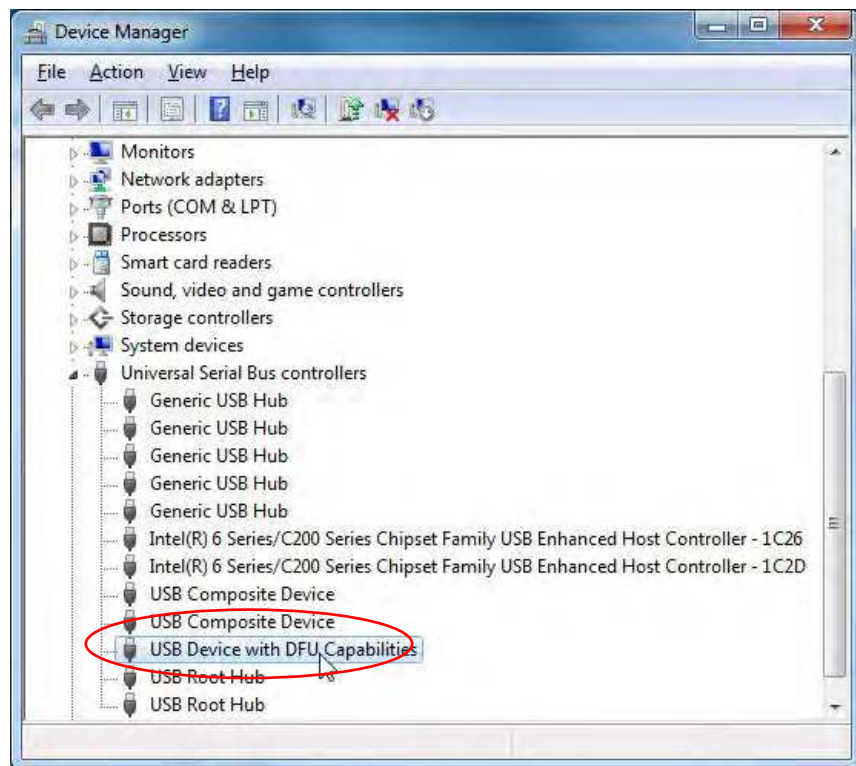 Device Manager
File Action View Help
Monitors
Network adapters
Ports (COM & LPT)
Processors
Smart card readers
Sound, video and game controllers
Storage controllers
System devices
Universal Serial Bus controllers
Generic USB Hub
Generic USB Hub
Generic USB Hub
Generic USB Hub
Generic USB Hub
Intel(R) 6 Series/C200 Series Chipset Family USB Enhanced Host Controller - 1C26
Intel(R) 6 Series/C200 Series Chipset Family USB Enhanced Host Controller - 1C2D
USB Composite Device
USB Composite Device
USB Device with DFU Capabilities
USB Root Hub
USB Root Hub